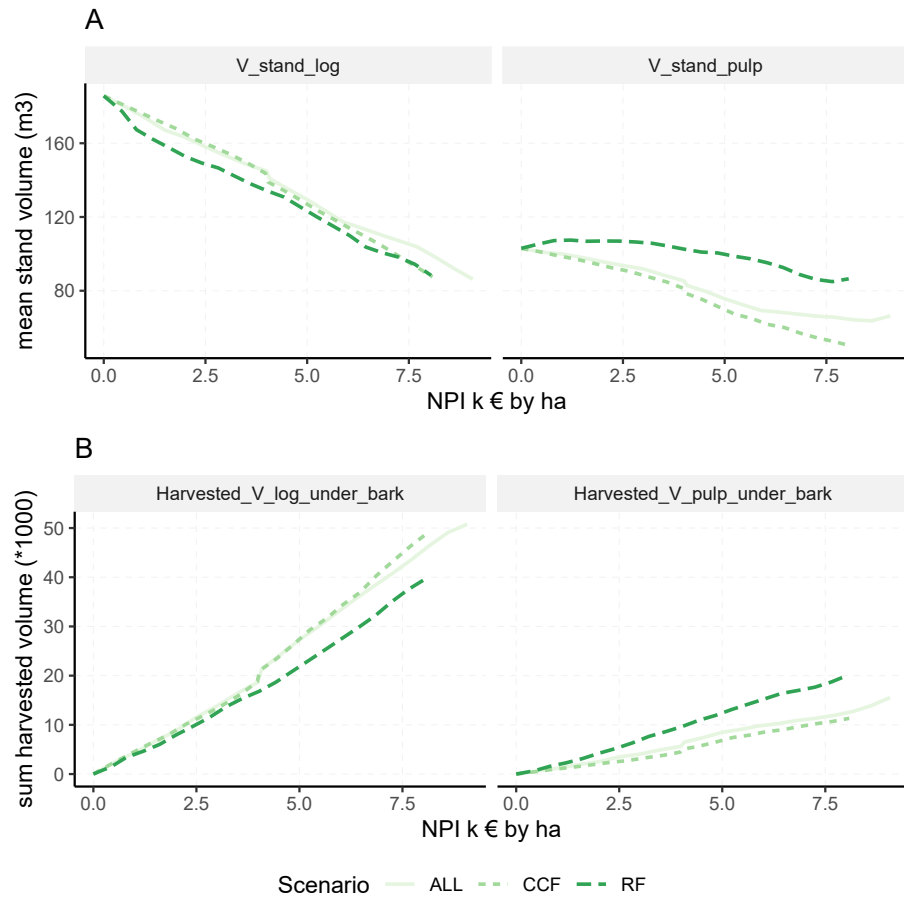 A
V_stand_log
V_stand_pulp
mean stand volume (m3)
160
120
80
0.0 2.5 5.0 7.5
0.0 2.5 5.0 7.5
NPI k € by ha
B
Harvested_V_log_under_bark
Harvested_V_pulp_under_bark
sum harvested volume (*1000)
50
40
30
20
10
0
0.0 2.5 5.0 7.5
0.0 2.5 5.0 7.5
NPI k € by ha
Scenario ALL CCF RF